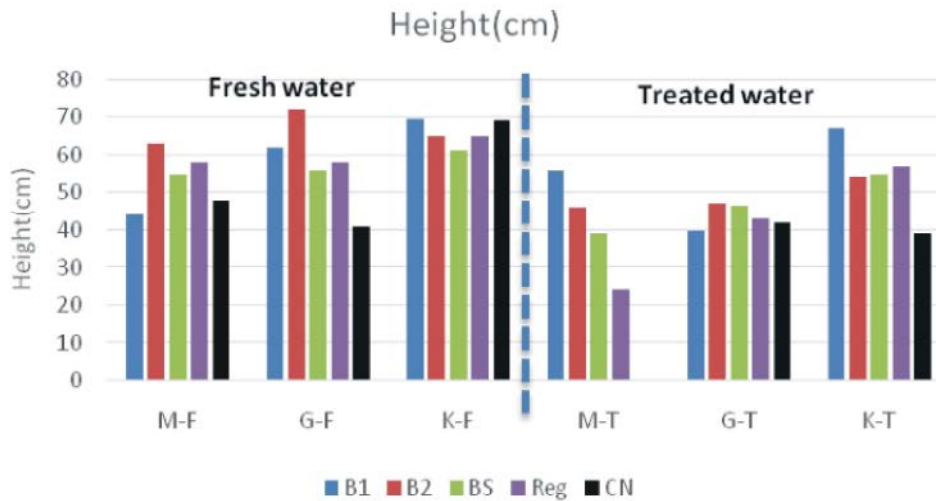 Height(cm)
Fresh water
Treated water
Height(cm)
80
70
60
50
40
30
20
10
0
M-F G-F K-F M-T G-T K-T
B1 B2 BS Reg CN